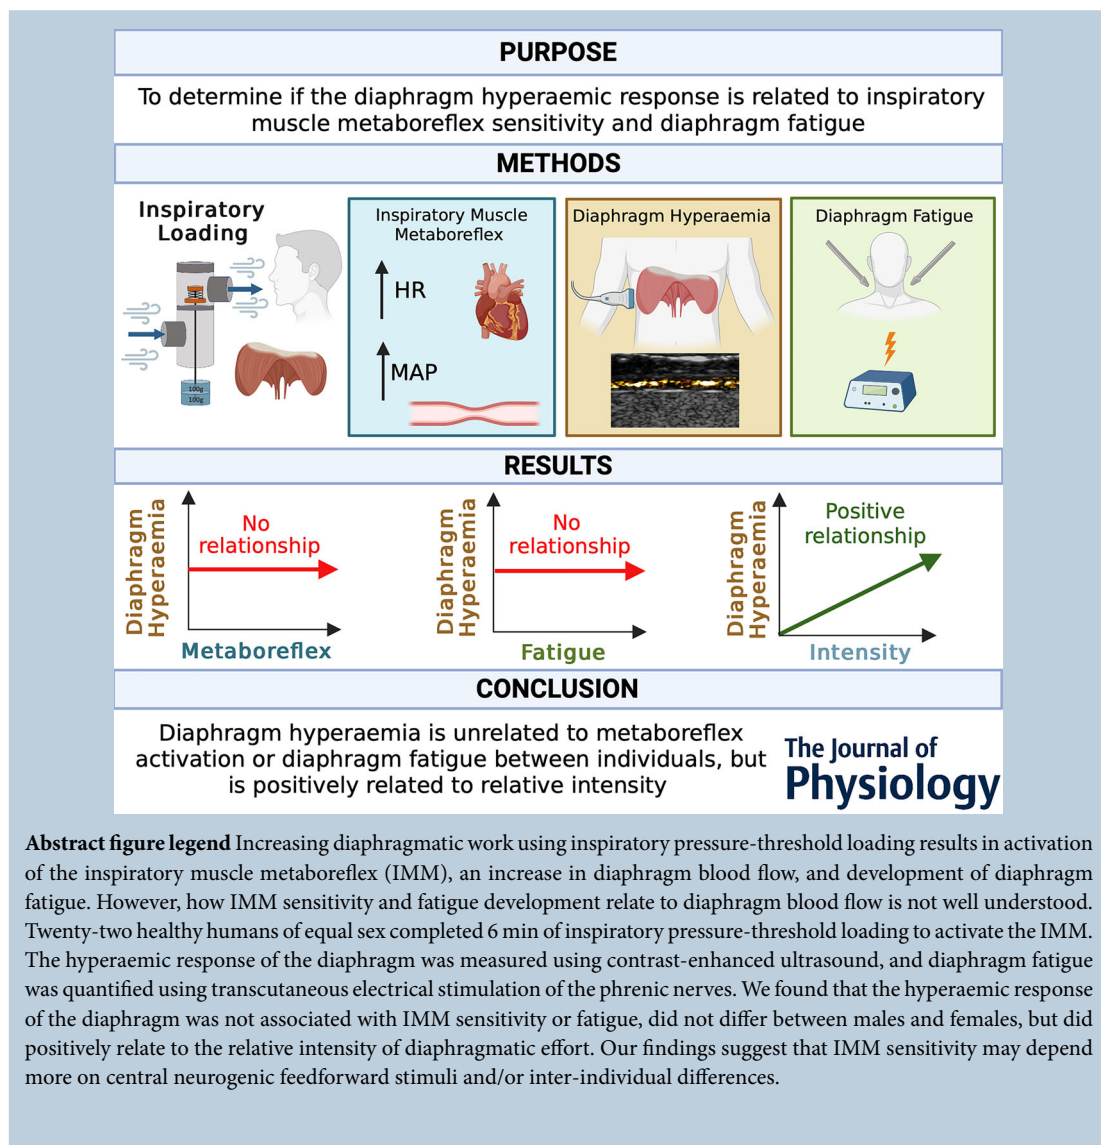 PURPOSE
To determine if the diaphragm hyperaemic response is related to inspiratory
muscle metaboreflex sensitivity and diaphragm fatigue
METHODS
Inspiratory
Loading
100g
100g
Inspiratory Muscle
Metaboreflex
HR
MAP
Diaphragm Hyperaemia
Diaphragm Fatigue
RESULTS
Diaphragm
Hyperaemia
No
relationship
Metaboreflex
Diaphragm
Hyperaemia
No
relationship
Fatigue
Diaphragm
Hyperaemia
Positive
relationship
Intensity
CONCLUSION
Diaphragm hyperaemia is unrelated to metaboreflex
activation or diaphragm fatigue between individuals, but
is positively related to relative intensity
The Journal of
Physiology
Abstract figure legend Increasing diaphragmatic work using inspiratory pressure-threshold loading results in activation
of the inspiratory muscle metaboreflex (IMM), an increase in diaphragm blood flow, and development of diaphragm
fatigue. However, how IMM sensitivity and fatigue development relate to diaphragm blood flow is not well understood.
Twenty-two healthy humans of equal sex completed 6 min of inspiratory pressure-threshold loading to activate the IMM.
The hyperaemic response of the diaphragm was measured using contrast-enhanced ultrasound, and diaphragm fatigue
was quantified using transcutaneous electrical stimulation of the phrenic nerves. We found that the hyperaemic response
of the diaphragm was not associated with IMM sensitivity or fatigue, did not differ between males and females, but did
positively relate to the relative intensity of diaphragmatic effort. Our findings suggest that IMM sensitivity may depend
more on central neurogenic feedforward stimuli and/or inter-individual differences.